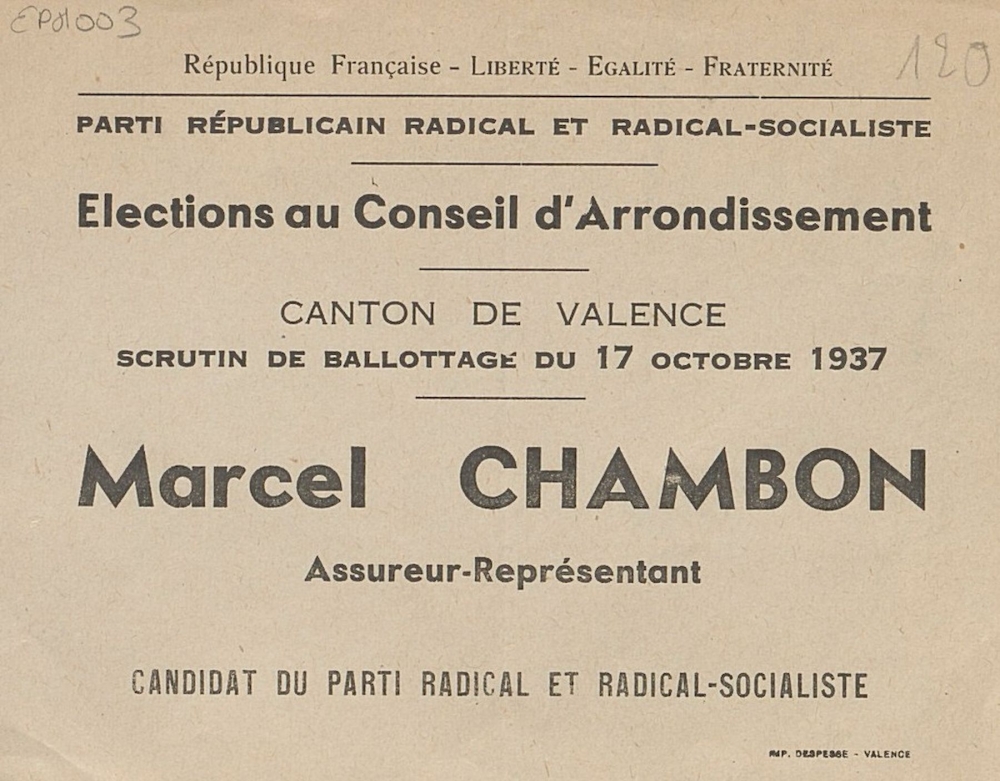 120
République Française - LIBERTÉ - EGALITÉ - FRATERNITÉ
PARTI RÉPUBLICAIN RADICAL ET RADICAL-SOCIALISTE
Elections au Conseil d'Arrondissement
CANTON DE VALENCE
SCRUTIN DE BALLOTTAGE DU 17 OCTOBRE 1937
Marcel CHAMBON
Assureur-Représentant
CANDIDAT DU PARTI RADICAL ET RADICAL-SOCIALISTE
IMP. DESPESSE - VALENCE